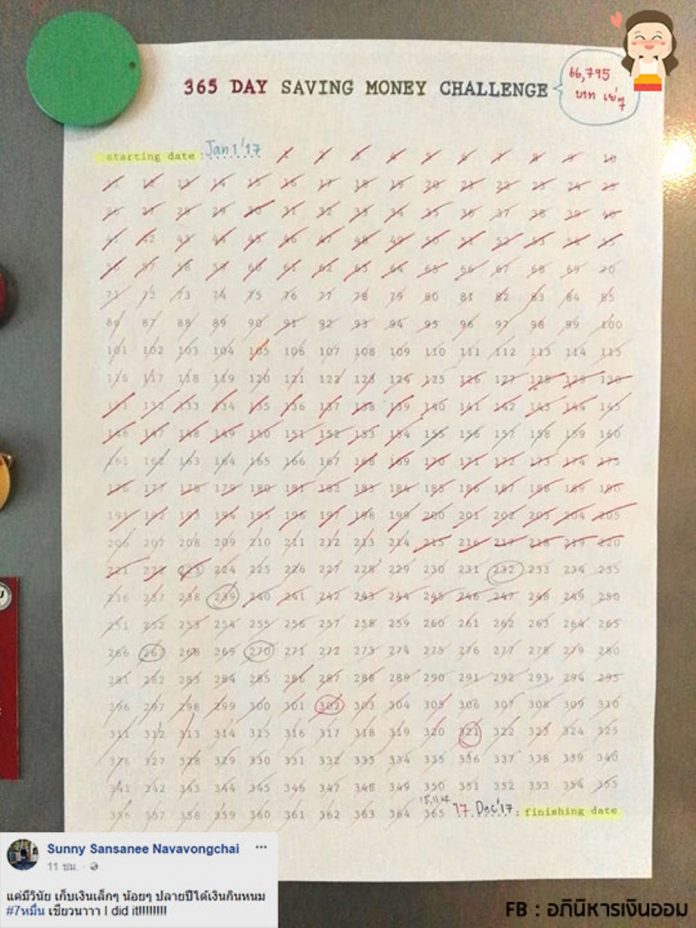 365 DAY SAVING MONEY CHALLENGE
66,795
บาท เย่ๆ
starting date : Jan 1'17 1 2 3 4 5 6 7 8 9 10
11 12 13 14 15 16 17 18 19 20 21 22 23 24 25
26 27 28 29 30 31 32 33 34 35 36 37 38 39 40
41 42 43 44 45 46 47 48 49 50 51 52 53 54 55
56 57 58 59 60 61 62 63 64 65 66 67 68 69 70
71 72 73 74 75 76 77 78 79 80 81 82 83 84 85
86 87 88 89 90 91 92 93 94 95 96 97 98 99 100
101 102 103 104 105 106 107 108 109 110 111 112 113 114 115
116 117 118 119 120 121 122 123 124 125 126 127 128 129 130
131 132 133 134 135 136 137 138 139 140 141 142 143 144 145
146 147 148 149 150 151 152 153 154 155 156 157 158 159 160
161 162 163 164 165 166 167 168 169 170 171 172 173 174 175
176 177 178 179 180 181 182 183 184 185 186 187 188 189 190
191 192 193 194 195 196 197 198 199 200 201 202 203 204 205
206 207 208 209 210 211 212 213 214 215 216 217 218 219 220
221 222 223 224 225 226 227 228 229 230 231 232 233 234 235
236 237 238 239 240 241 242 243 244 245 246 247 248 249 250
251 252 253 254 255 256 257 258 259 260 261 262 263 264 265
266 267 268 269 270 271 272 273 274 275 276 277 278 279 280
281 282 283 284 285 286 287 288 289 290 291 292 293 294 295
296 297 298 299 300 301 302 303 304 305 306 307 308 309 310
311 312 313 314 315 316 317 318 319 320 321 322 323 324 325
326 327 328 329 330 331 332 333 334 335 336 337 338 339 340
341 342 343 344 345 346 347 348 349 350 351 352 353 354 355
356 357 358 359 360 361 362 363 364 365 17 Dec'17 : finishing date
Sunny Sansanee Navavongchai
11 ชม.
แค่มีวินัย เก็บเงินเล็กๆ น้อยๆ ปลายปีได้เงินกินหนม
#7หมื่น เชียวนาาา I did it!!!!!!!!
FB : อภินิหารเงินออม